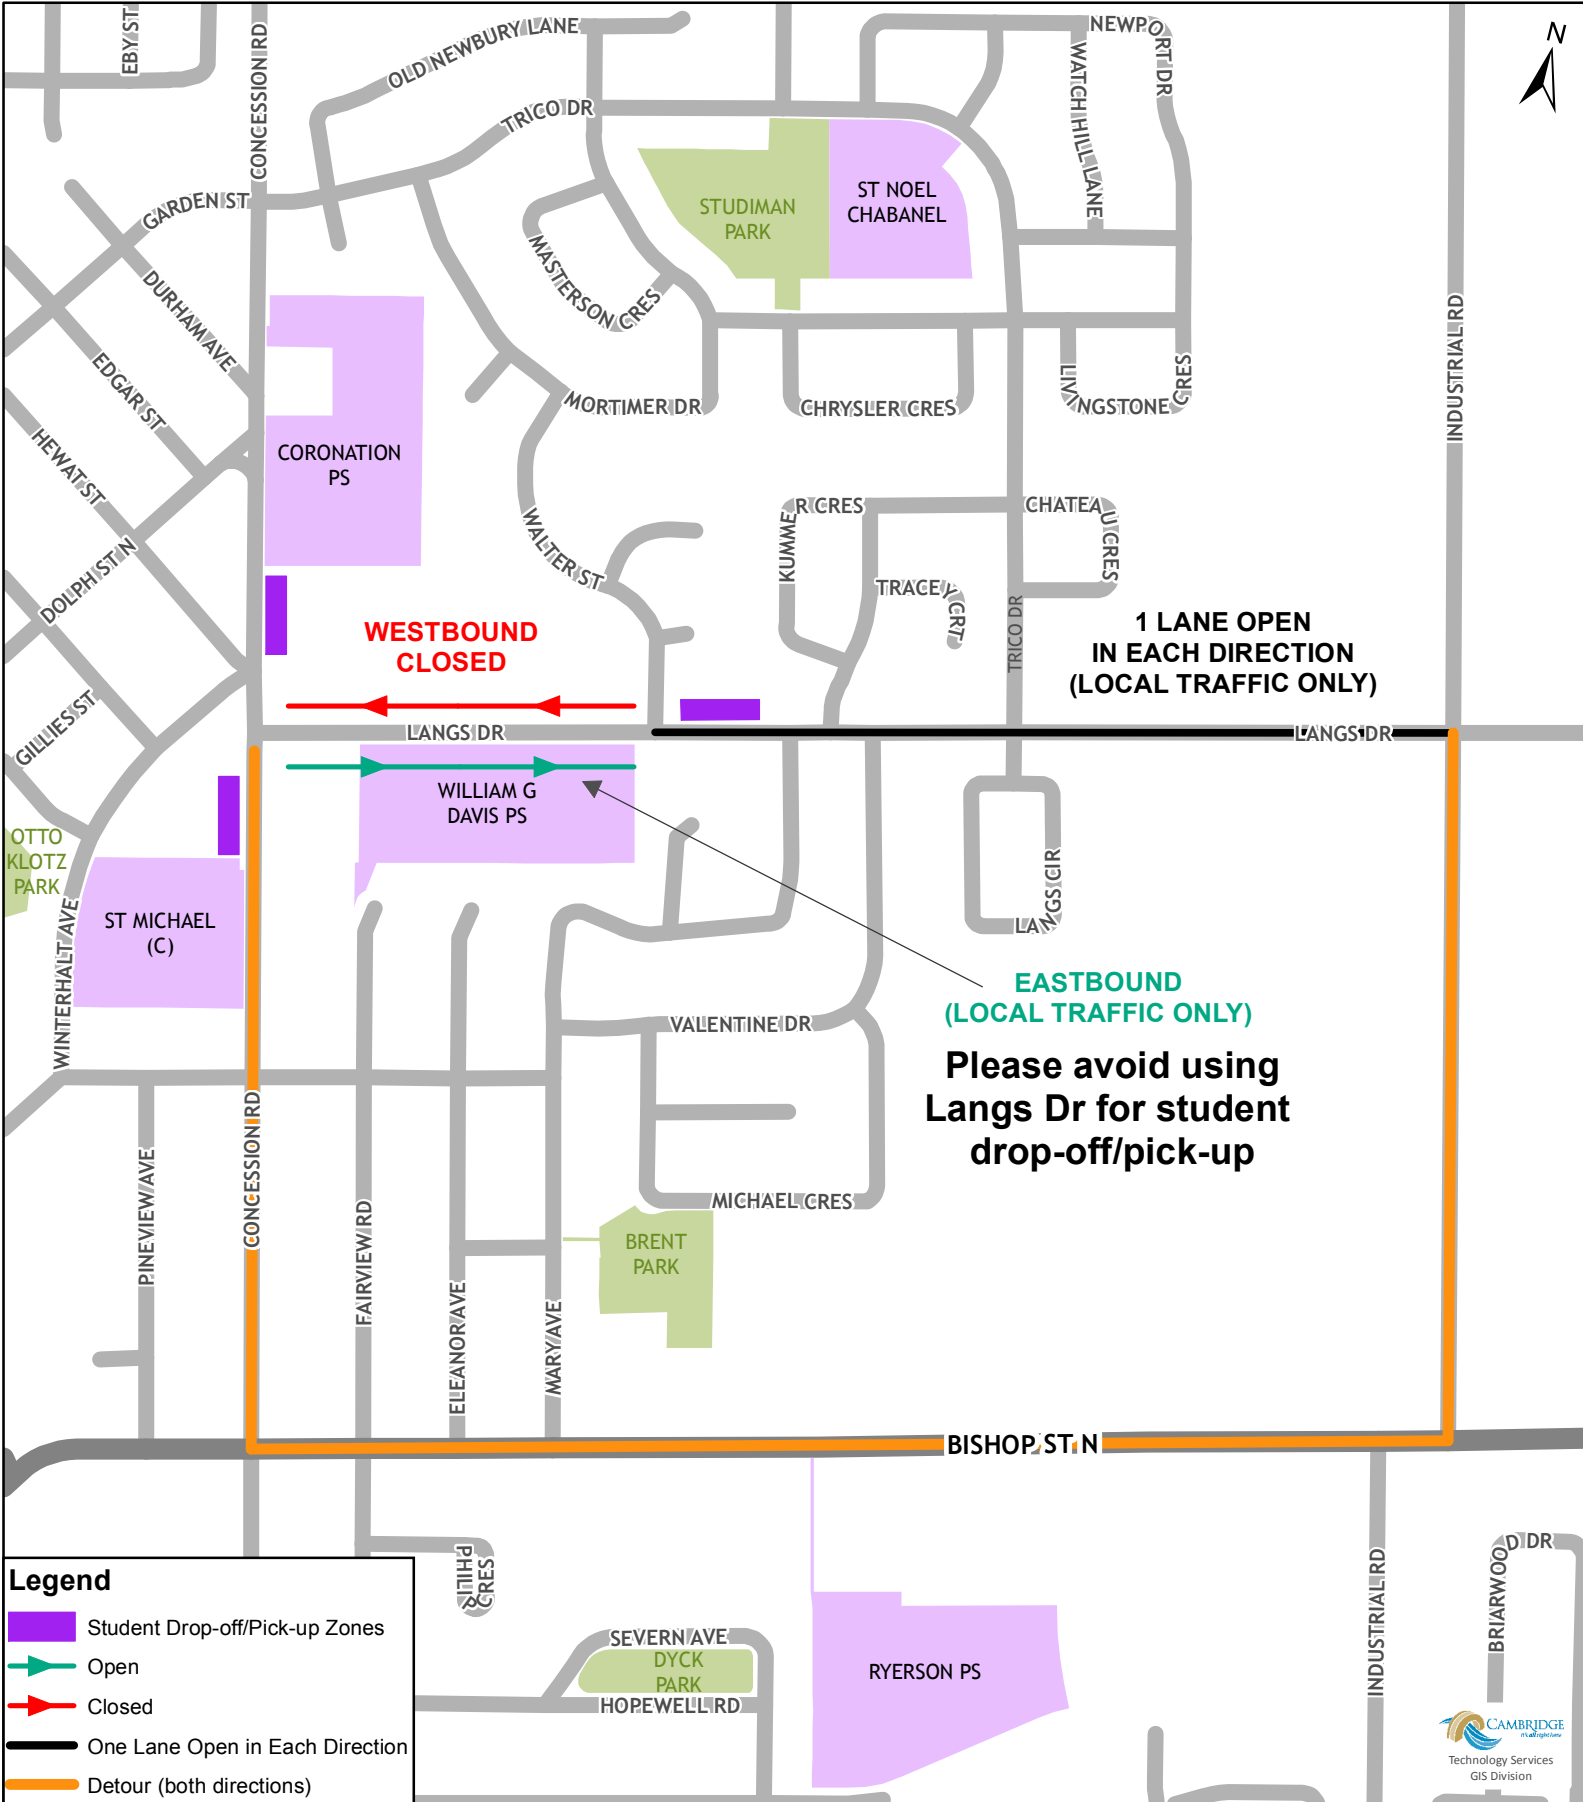 EBY ST
CONCESSION RD
OLD NEWBURY LANE
NEWPORT DR
WATCH HILL LANE
N
TRICO DR
GARDEN ST
STUDIMAN
PARK
ST NOEL
CHABANEL
MASTERSON CRES
DURHAM AVE
EDGAR ST
HEWAT ST
DOLPH ST N
GILLIES ST
CORONATION
PS
MORTIMER DR
CHRYSLER CRES
LIVINGSTONE CRES
INDUSTRIAL RD
WALTER ST
KUMMER CRES
CHATEAU CRES
TRACEY CRT
TRICO DR
WESTBOUND
CLOSED
1 LANE OPEN
IN EACH DIRECTION
(LOCAL TRAFFIC ONLY)
LANGS DR
LANGS DR
WILLIAM G
DAVIS PS
OTTO
KLOTZ
PARK
WINTERHALT AVE
ST MICHAEL
(C)
LANGS CIR
EASTBOUND
(LOCAL TRAFFIC ONLY)
VALENTINE DR
Please avoid using
Langs Dr for student
drop-off/pick-up
PINEVIEW AVE
CONCESSION RD
FAIRVIEW RD
ELEANOR AVE
MARY AVE
MICHAEL CRES
BRENT
PARK
BISHOP ST N
PHILIP CRES
SEVERN AVE
DYCK
PARK
HOPEWELL RD
RYERSON PS
INDUSTRIAL RD
BRIARWOOD DR
Legend
Student Drop-off/Pick-up Zones
Open
Closed
One Lane Open in Each Direction
Detour (both directions)
CAMBRIDGE
Technology Services
GIS Division